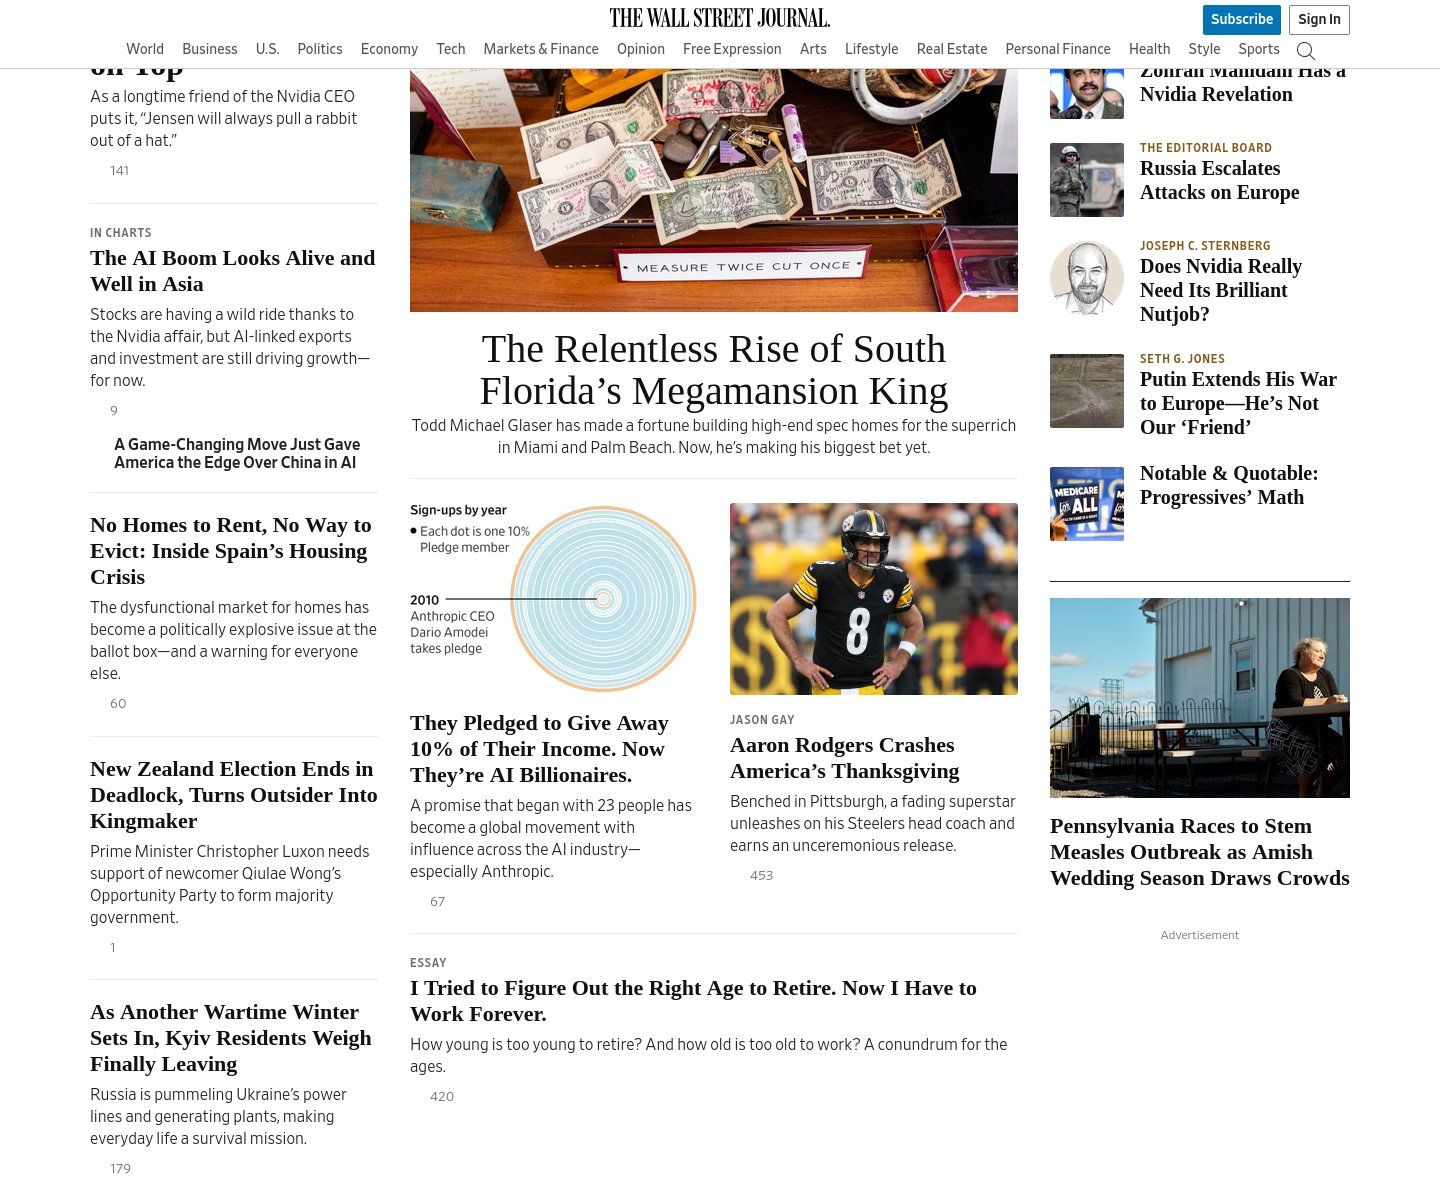 THE WALL STREET JOURNAL.
Subscribe
Sign In
World Business U.S. Politics Economy Tech Markets & Finance Opinion Free Expression Arts Lifestyle Real Estate Personal Finance Health Style Sports
on Top
As a longtime friend of the Nvidia CEO
puts it, “Jensen will always pull a rabbit
out of a hat.”
141
IN CHARTS
The AI Boom Looks Alive and
Well in Asia
Stocks are having a wild ride thanks to
the Nvidia affair, but AI-linked exports
and investment are still driving growth—
for now.
9
A Game-Changing Move Just Gave
America the Edge Over China in AI
No Homes to Rent, No Way to
Evict: Inside Spain’s Housing
Crisis
The dysfunctional market for homes has
become a politically explosive issue at the
ballot box—and a warning for everyone
else.
60
New Zealand Election Ends in
Deadlock, Turns Outsider Into
Kingmaker
Prime Minister Christopher Luxon needs
support of newcomer Qiulae Wong’s
Opportunity Party to form majority
government.
1
As Another Wartime Winter
Sets In, Kyiv Residents Weigh
Finally Leaving
Russia is pummeling Ukraine’s power
lines and generating plants, making
everyday life a survival mission.
179
MEASURE TWICE CUT ONCE
The Relentless Rise of South
Florida’s Megamansion King
Todd Michael Glaser has made a fortune building high-end spec homes for the superrich
in Miami and Palm Beach. Now, he’s making his biggest bet yet.
Sign-ups by year
Each dot is one 10%
Pledge member
2010
Anthropic CEO
Dario Amodei
takes pledge
They Pledged to Give Away
10% of Their Income. Now
They’re AI Billionaires.
A promise that began with 23 people has
become a global movement with
influence across the AI industry—
especially Anthropic.
67
8
JASON GAY
Aaron Rodgers Crashes
America’s Thanksgiving
Benched in Pittsburgh, a fading superstar
unleashes on his Steelers head coach and
earns an unceremonious release.
453
ESSAY
I Tried to Figure Out the Right Age to Retire. Now I Have to
Work Forever.
How young is too young to retire? And how old is too old to work? A conundrum for the
ages.
420
Zohran Mamdani Has a
Nvidia Revelation
THE EDITORIAL BOARD
Russia Escalates
Attacks on Europe
JOSEPH C. STERNBERG
Does Nvidia Really
Need Its Brilliant
Nutjob?
SETH G. JONES
Putin Extends His War
to Europe—He’s Not
Our ‘Friend’
MEDICARE
for ALL
Notable & Quotable:
Progressives’ Math
Pennsylvania Races to Stem
Measles Outbreak as Amish
Wedding Season Draws Crowds
Advertisement